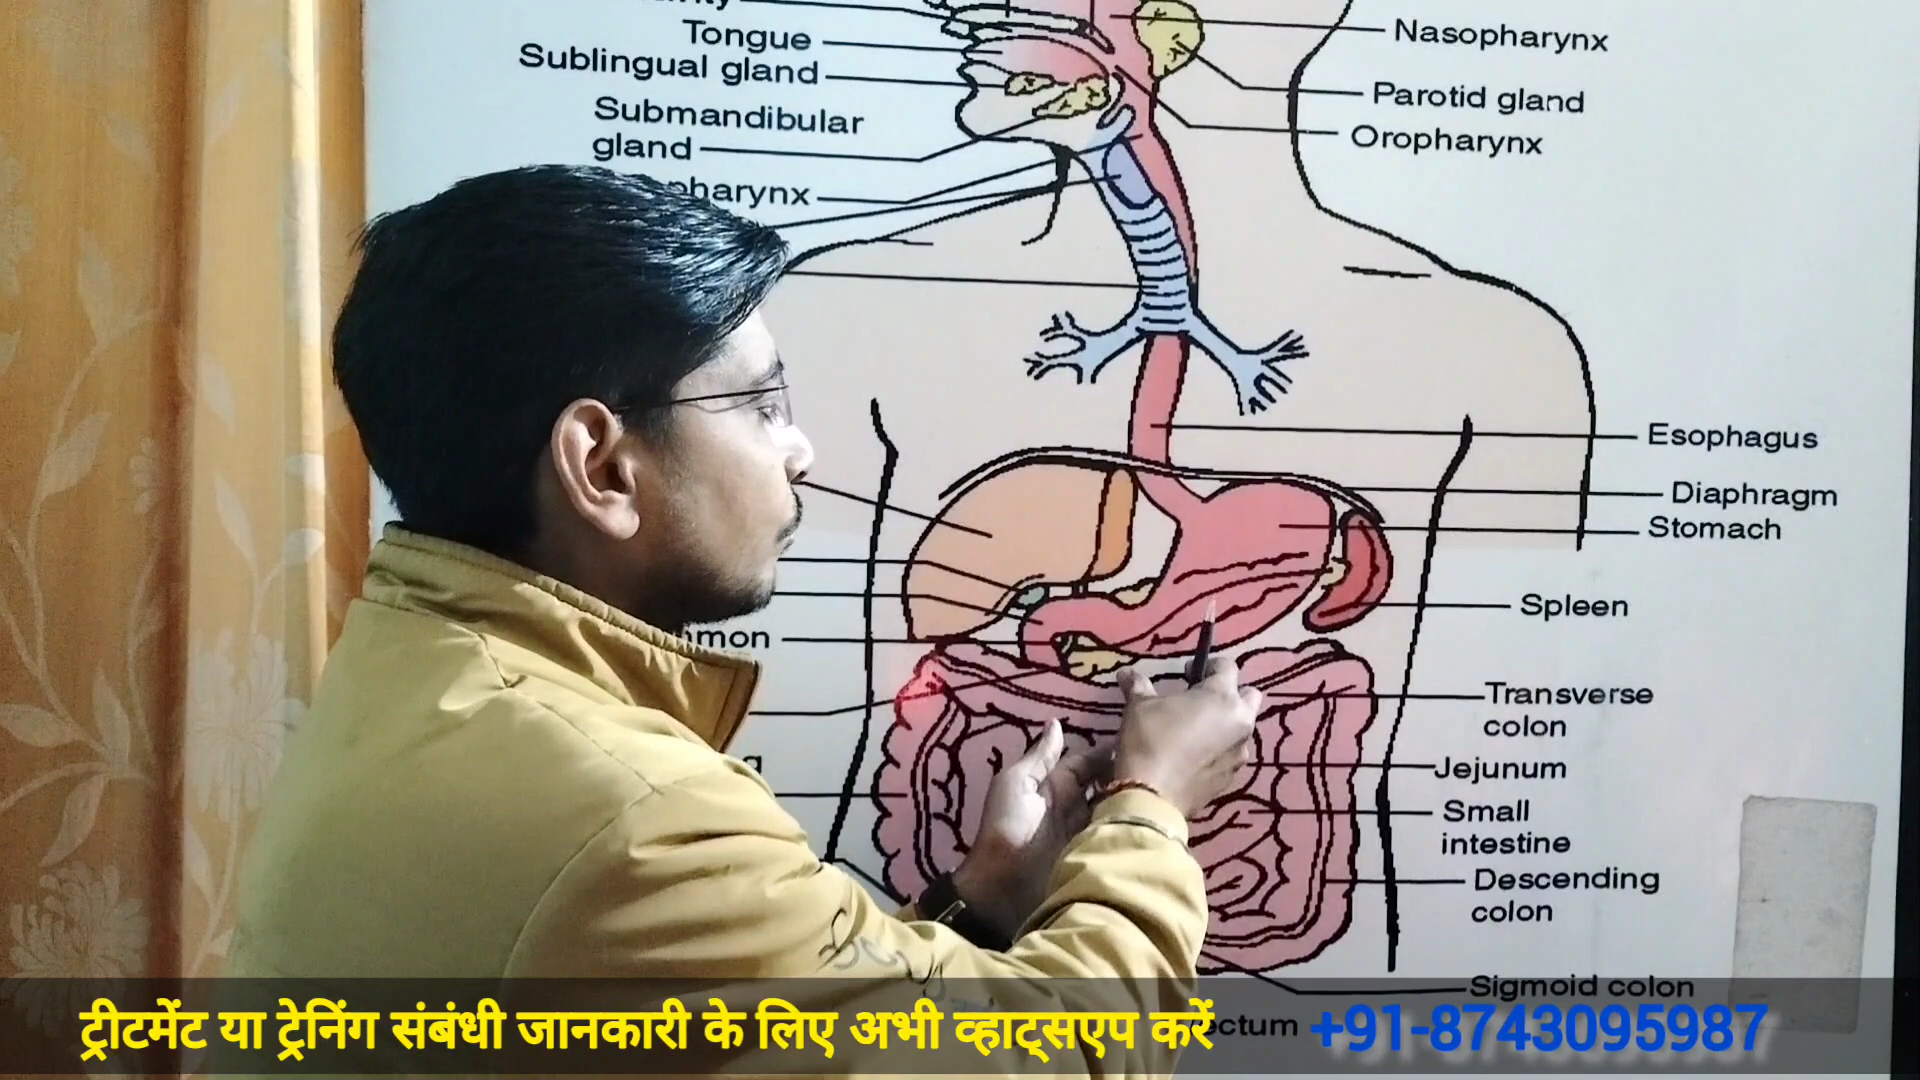 Tongue
Sublingual gland
Submandibular
gland
Nasopharynx
Parotid gland
Oropharynx
Esophagus
Diaphragm
Stomach
Spleen
Transverse
colon
Jejunum
Small
intestine
Descending
colon
Sigmoid colon
ट्रीटमेंट या ट्रेनिंग संबंधी जानकारी के लिए अभी व्हाट्सएप करें +91-8743095987